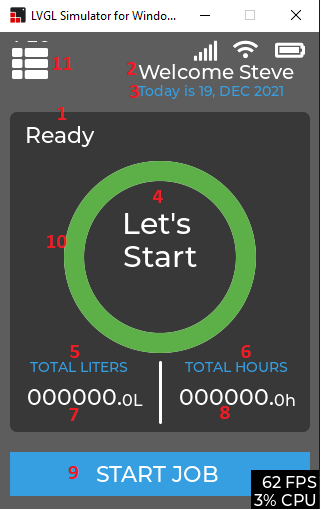 LVGL Simulator for Windo...
11
2 Welcome Steve
3 Today is 19, DEC 2021
1
Ready
4
Let's
10
Start
5
6
TOTAL LITERS
TOTAL HOURS
000000.0L
000000.0h
7
8
9 START JOB
62 FPS
3% CPU